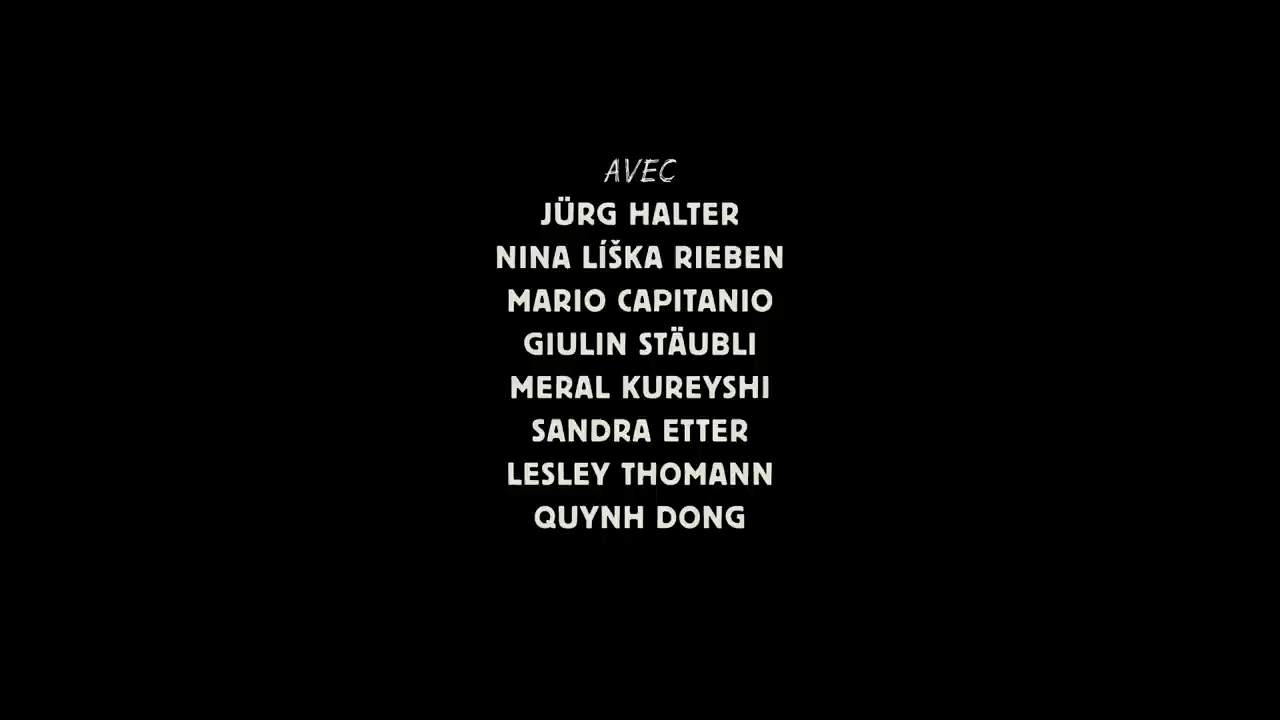 AVEC
JÜRG HALTER
NINA LÍŠKA RIEBEN
MARIO CAPITANIO
GIULIN STÄUBLI
MERAL KUREYSHI
SANDRA ETTER
LESLEY THOMANN
QUYNH DONG